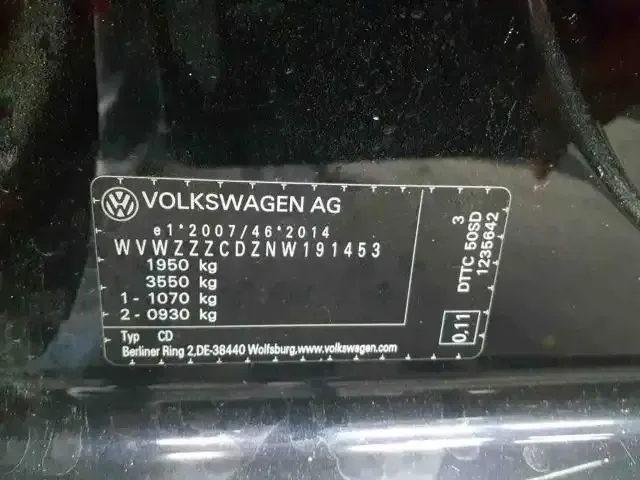 VOLKSWAGEN AG
e1*2007/46*2014
WVWZZZCDZNW191453
1950 kg
3550 kg
1 - 1070 kg
2 - 0930 kg
Typ CD
Berliner Ring 2,DE-38440 Wolfsburg,www.volkswagen.com
3
DTTC 50SD
1235642
0,11